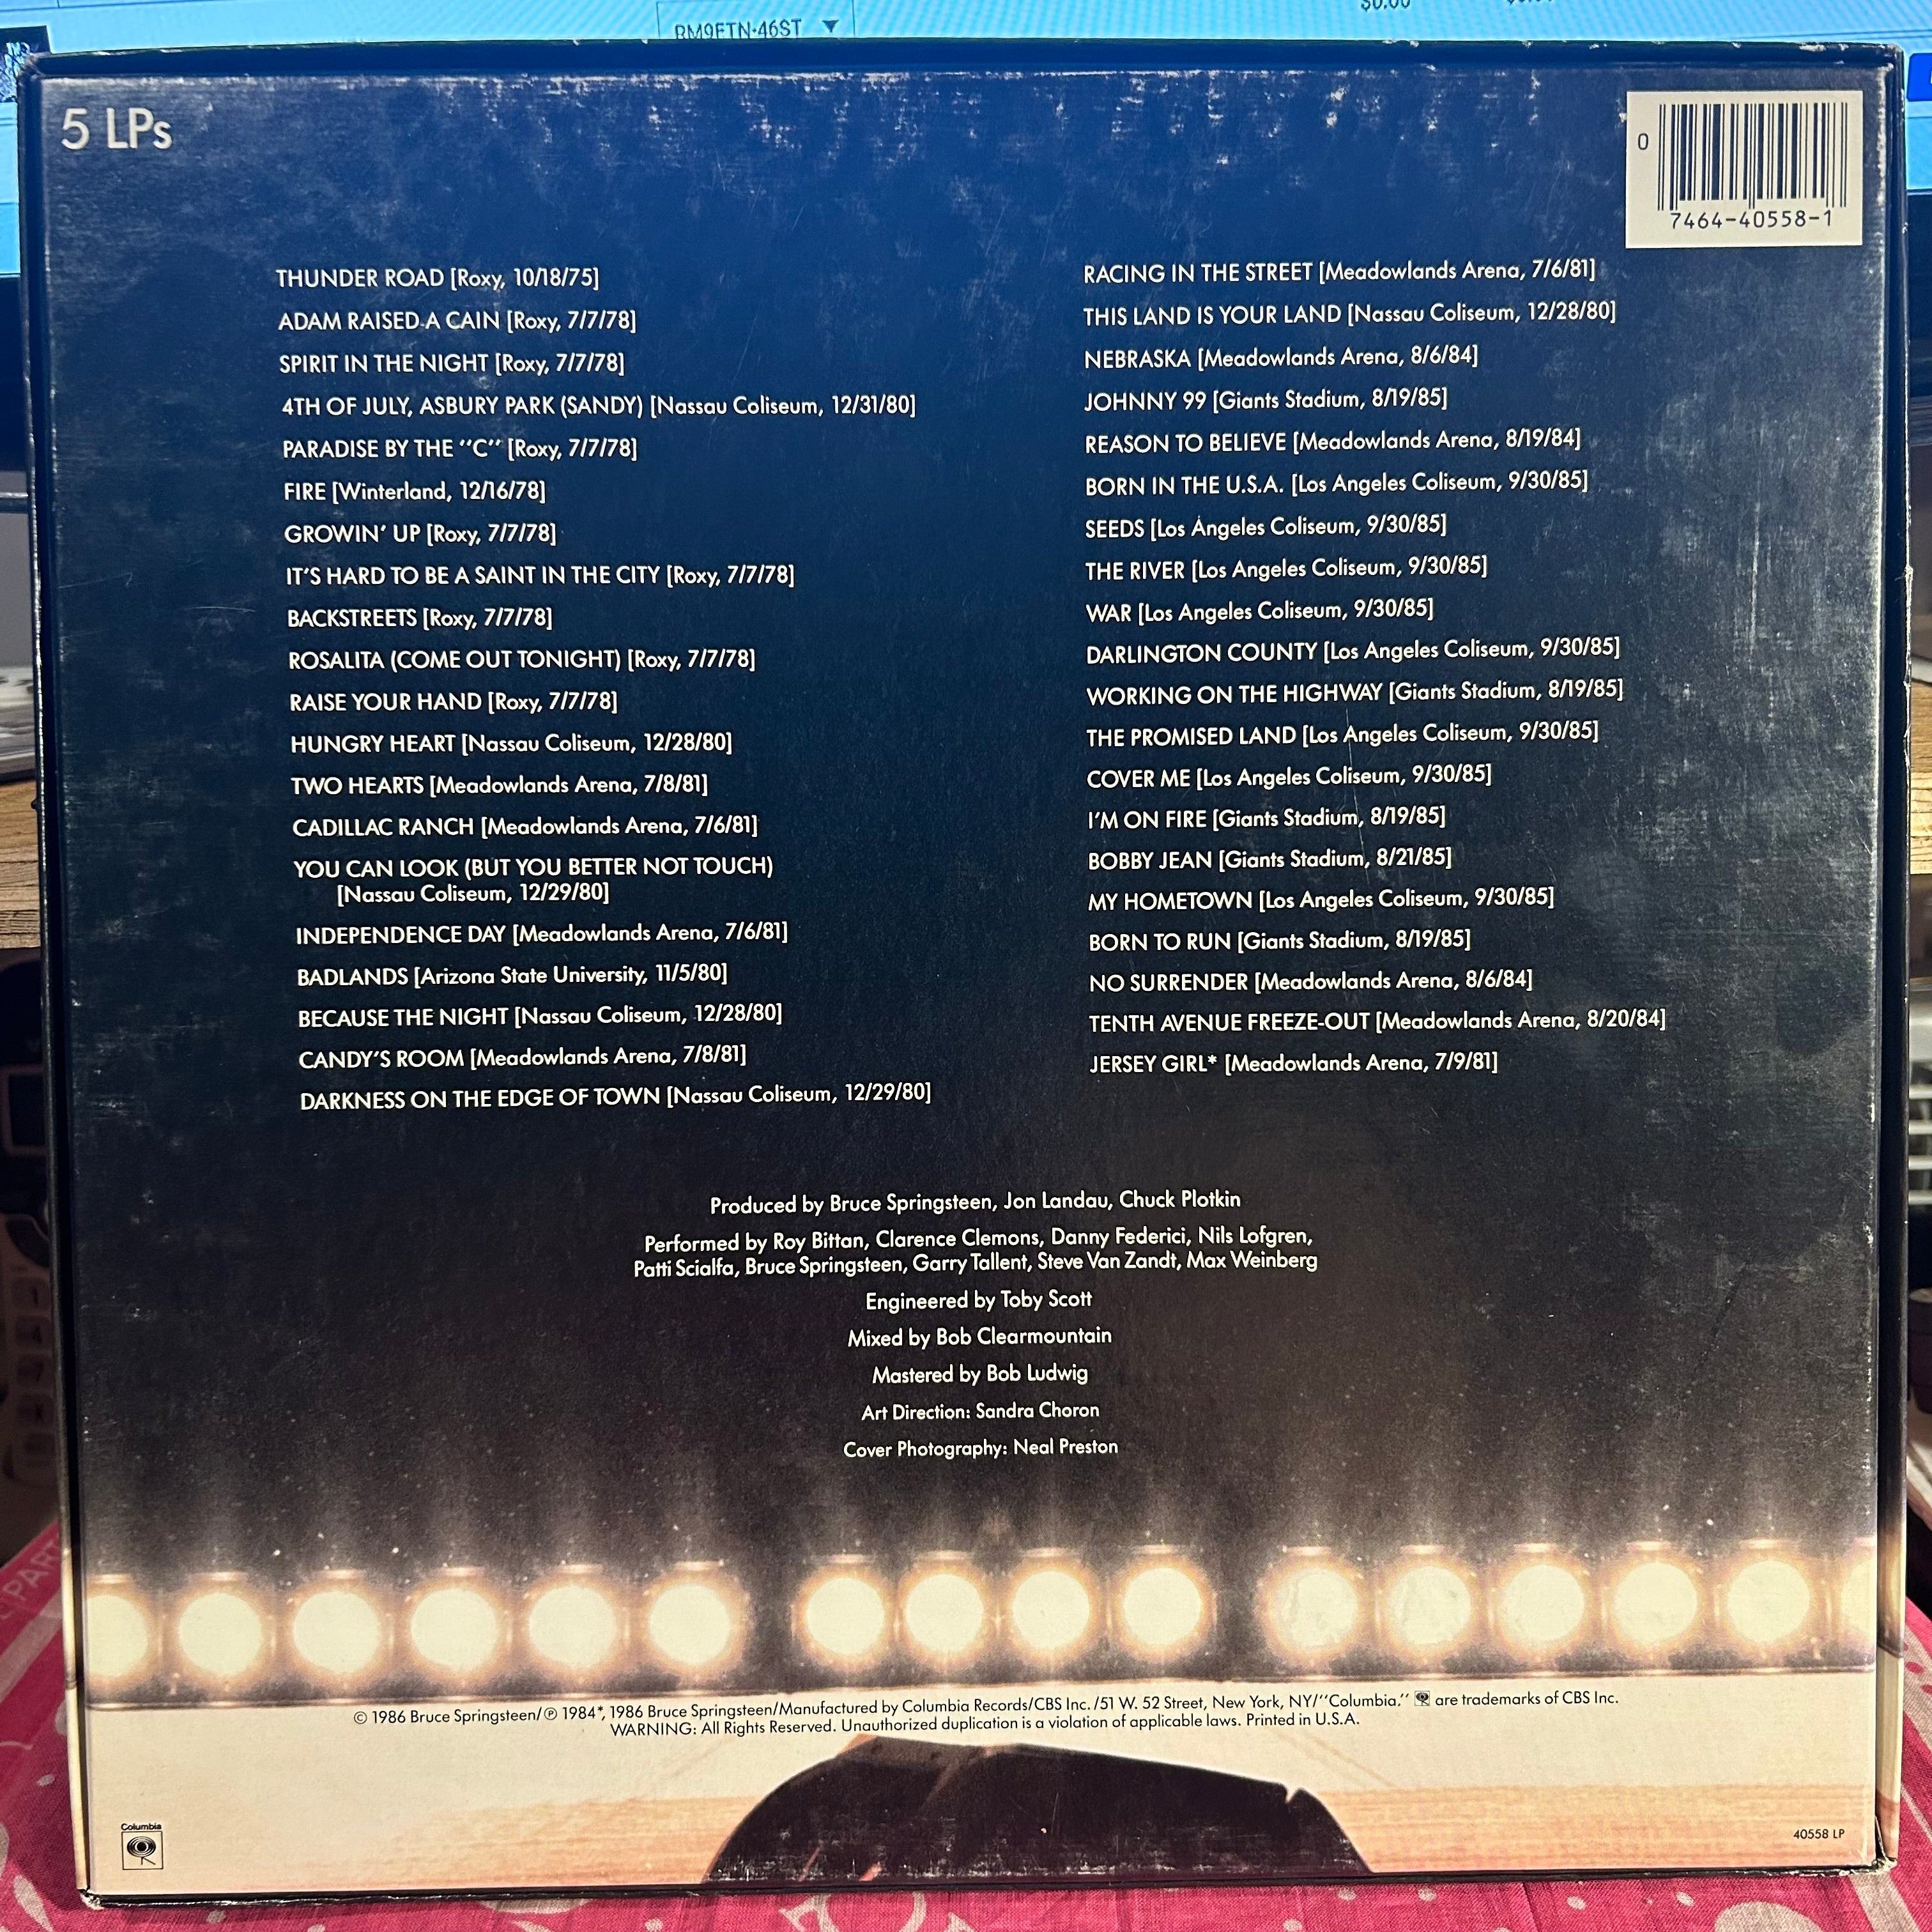 RM9FTN-46ST
$0.00
5 LPs
0
7464-40558-1
THUNDER ROAD [Roxy, 10/18/75]
ADAM RAISED A CAIN [Roxy, 7/7/78]
SPIRIT IN THE NIGHT [Roxy, 7/7/78]
4TH OF JULY, ASBURY PARK (SANDY) [Nassau Coliseum, 12/31/80]
PARADISE BY THE "C" [Roxy, 7/7/78]
FIRE [Winterland, 12/16/78]
GROWIN' UP [Roxy, 7/7/78]
IT'S HARD TO BE A SAINT IN THE CITY [Roxy, 7/7/78]
BACKSTREETS [Roxy, 7/7/78]
ROSALITA (COME OUT TONIGHT) [Roxy, 7/7/78]
RAISE YOUR HAND [Roxy, 7/7/78]
HUNGRY HEART [Nassau Coliseum, 12/28/80]
TWO HEARTS [Meadowlands Arena, 7/8/81]
CADILLAC RANCH [Meadowlands Arena, 7/6/81]
YOU CAN LOOK (BUT YOU BETTER NOT TOUCH)
[Nassau Coliseum, 12/29/80]
INDEPENDENCE DAY [Meadowlands Arena, 7/6/81]
BADLANDS [Arizona State University, 11/5/80]
BECAUSE THE NIGHT [Nassau Coliseum, 12/28/80]
CANDY'S ROOM [Meadowlands Arena, 7/8/81]
DARKNESS ON THE EDGE OF TOWN [Nassau Coliseum, 12/29/80]
RACING IN THE STREET [Meadowlands Arena, 7/6/81]
THIS LAND IS YOUR LAND [Nassau Coliseum, 12/28/80]
NEBRASKA [Meadowlands Arena, 8/6/84]
JOHNNY 99 [Giants Stadium, 8/19/85]
REASON TO BELIEVE [Meadowlands Arena, 8/19/84]
BORN IN THE U.S.A. [Los Angeles Coliseum, 9/30/85]
SEEDS [Los Angeles Coliseum, 9/30/85]
THE RIVER [Los Angeles Coliseum, 9/30/85]
WAR [Los Angeles Coliseum, 9/30/85]
DARLINGTON COUNTY [Los Angeles Coliseum, 9/30/85]
WORKING ON THE HIGHWAY [Giants Stadium, 8/19/85]
THE PROMISED LAND [Los Angeles Coliseum, 9/30/85]
COVER ME [Los Angeles Coliseum, 9/30/85]
I'M ON FIRE [Giants Stadium, 8/19/85]
BOBBY JEAN [Giants Stadium, 8/21/85]
MY HOMETOWN [Los Angeles Coliseum, 9/30/85]
BORN TO RUN [Giants Stadium, 8/19/85]
NO SURRENDER [Meadowlands Arena, 8/6/84]
TENTH AVENUE FREEZE-OUT [Meadowlands Arena, 8/20/84]
JERSEY GIRL* [Meadowlands Arena, 7/9/81]
Produced by Bruce Springsteen, Jon Landau, Chuck Plotkin
Performed by Roy Bittan, Clarence Clemons, Danny Federici, Nils Lofgren,
Patti Scialfa, Bruce Springsteen, Garry Tallent, Steve Van Zandt, Max Weinberg
Engineered by Toby Scott
Mixed by Bob Clearmountain
Mastered by Bob Ludwig
Art Direction: Sandra Choron
Cover Photography: Neal Preston
© 1986 Bruce Springsteen/℗ 1984*, 1986 Bruce Springsteen/Manufactured by Columbia Records/CBS Inc./51 W. 52 Street, New York, NY/"Columbia," are trademarks of CBS Inc.
WARNING: All Rights Reserved. Unauthorized duplication is a violation of applicable laws. Printed in U.S.A.
Columbia
40558 LP